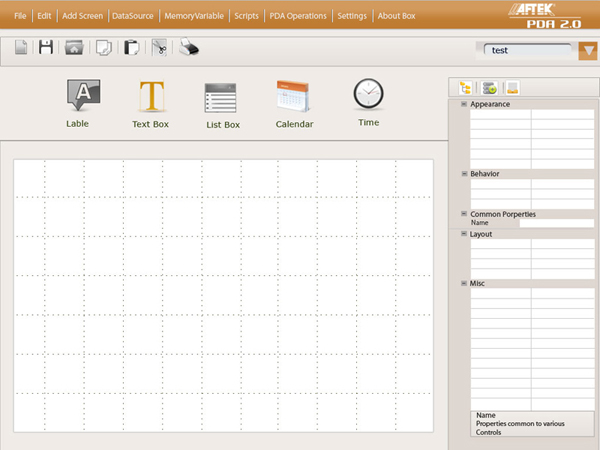 File Edit Add Screen DataSource MemoryVariable Scripts PDA Operations Settings About Box
AFTEK
PDA 2.0
test
A T
Lable Text Box List Box Calendar Time
Appearance
Behavior
Common Porperties
Name
Layout
Misc
Name
Properties common to various
Controls